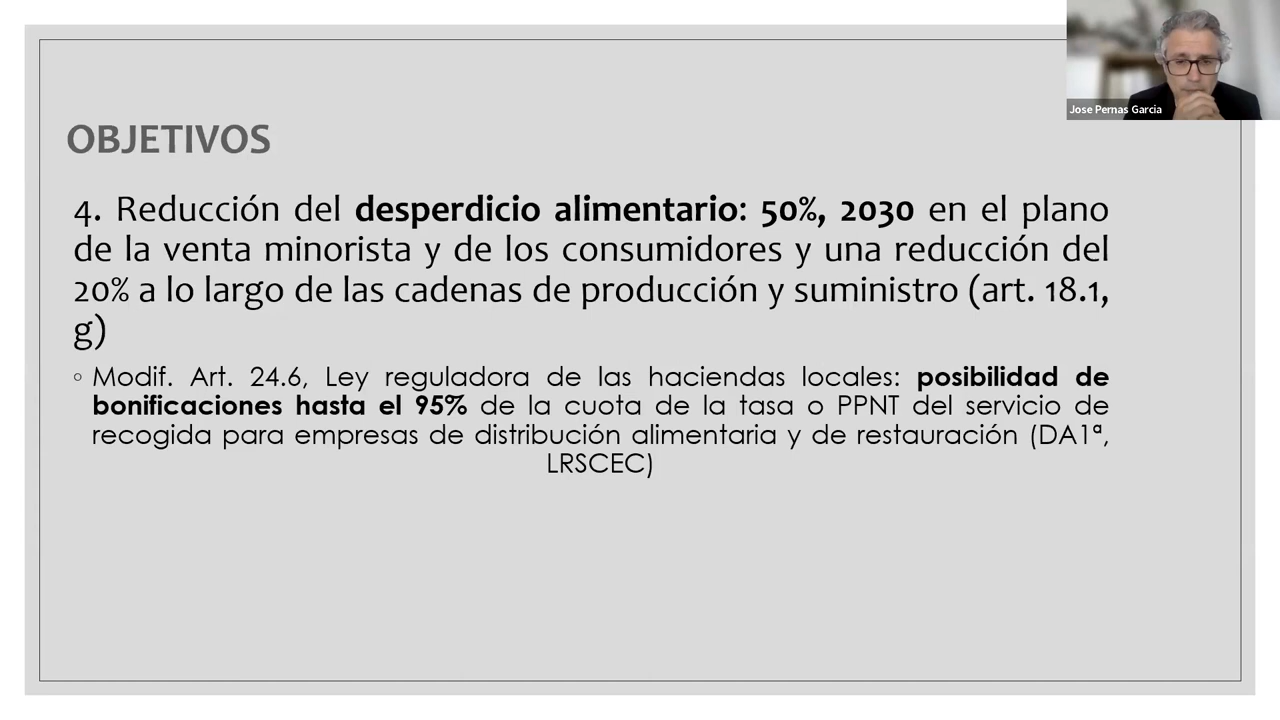 Jose Pernas Garcia
OBJETIVOS
4. Reducción del desperdicio alimentario: 50%, 2030 en el plano
de la venta minorista y de los consumidores y una reducción del
20% a lo largo de las cadenas de producción y suministro (art. 18.1,
g)
◦ Modif. Art. 24.6, Ley reguladora de las haciendas locales: posibilidad de
bonificaciones hasta el 95% de la cuota de la tasa o PPNT del servicio de
recogida para empresas de distribución alimentaria y de restauración (DA1ª,
LRSCEC)